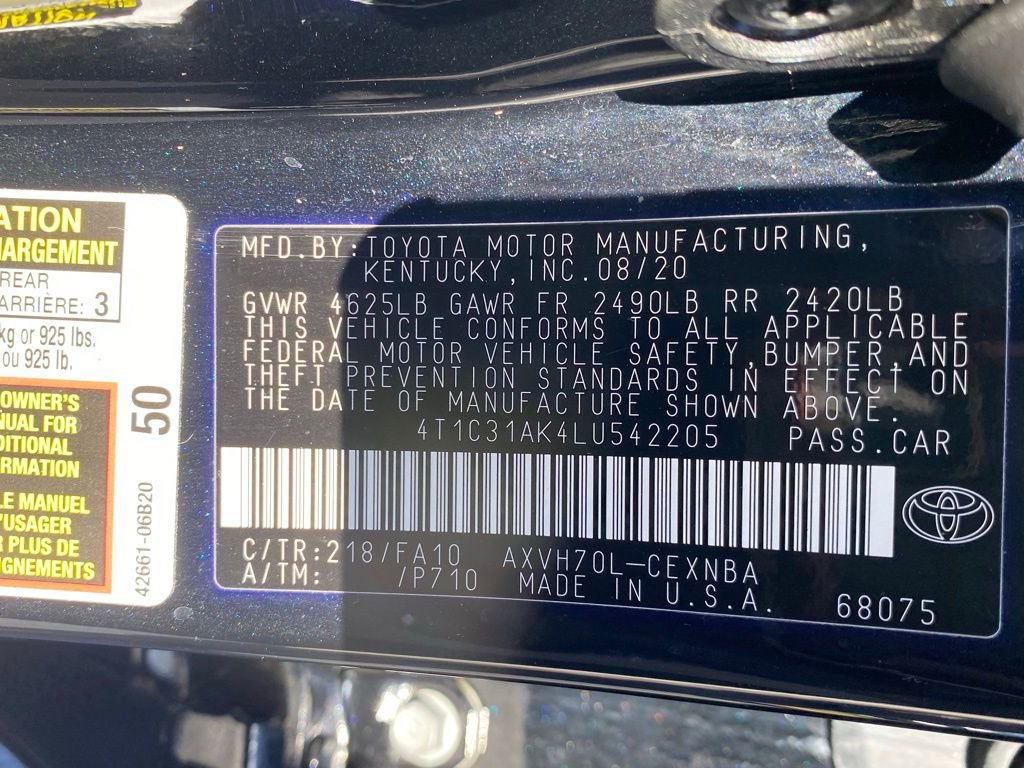 ATION
HARGEMENT
REAR
ARRIÈRE: 3
kg or 925 lbs.
ou 925 lb.
OWNER'S
ANUAL FOR
DDITIONAL
ORMATION
LE MANUEL
'USAGER
R PLUS DE
IGNEMENTS
50
42661-06B20
MFD.BY:TOYOTA MOTOR MANUFACTURING,
KENTUCKY,INC.08/20
GVWR 4625LB GAWR FR 2490LB RR 2420LB
THIS VEHICLE CONFORMS TO ALL APPLICABLE
FEDERAL MOTOR VEHICLE SAFETY,BUMPER,AND
THEFT PREVENTION STANDARDS IN EFFECT ON
THE DATE OF MANUFACTURE SHOWN ABOVE.
4T1C31AK4LU542205 PASS.CAR
C/TR:218/FA10 AXVH70L-CEXNBA
A/TM: /P710 MADE IN U.S.A.
68075